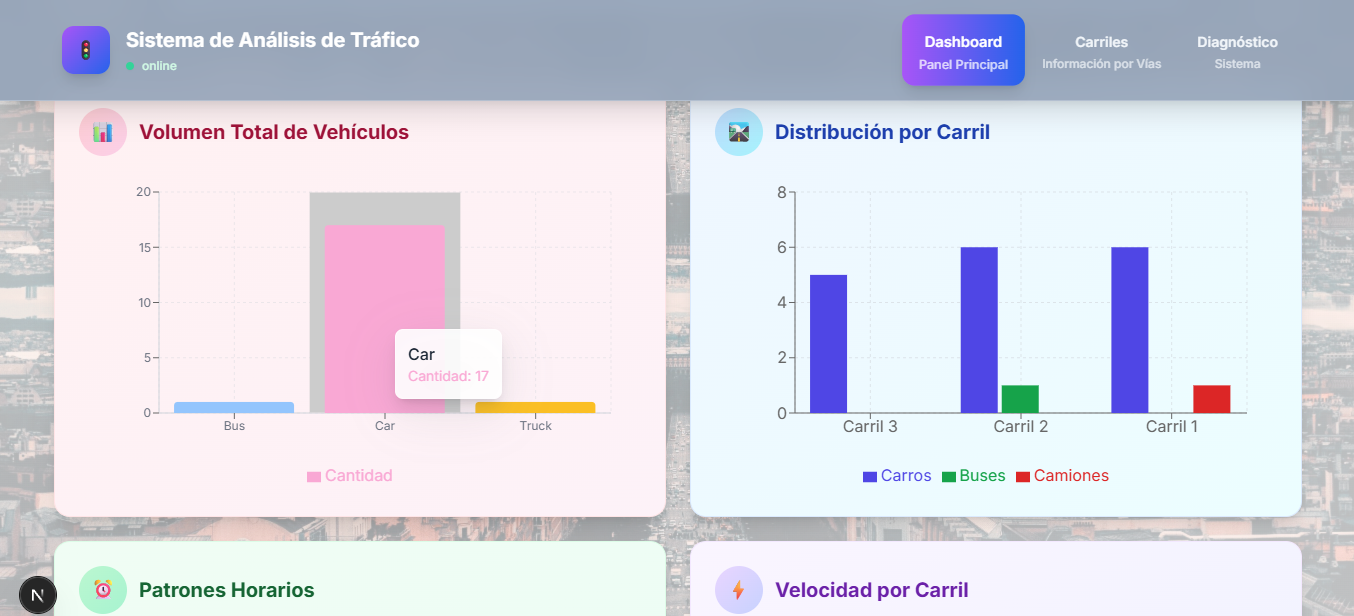 Sistema de Análisis de Tráfico
online
Dashboard
Panel Principal
Carriles
Información por Vías
Diagnóstico
Sistema
Volumen Total de Vehículos
20
15
10
5
0
Bus
Car
Truck
Car
Cantidad: 17
Cantidad
Distribución por Carril
8
6
4
2
0
Carril 3
Carril 2
Carril 1
Carros
Buses
Camiones
Patrones Horarios
Velocidad por Carril
N